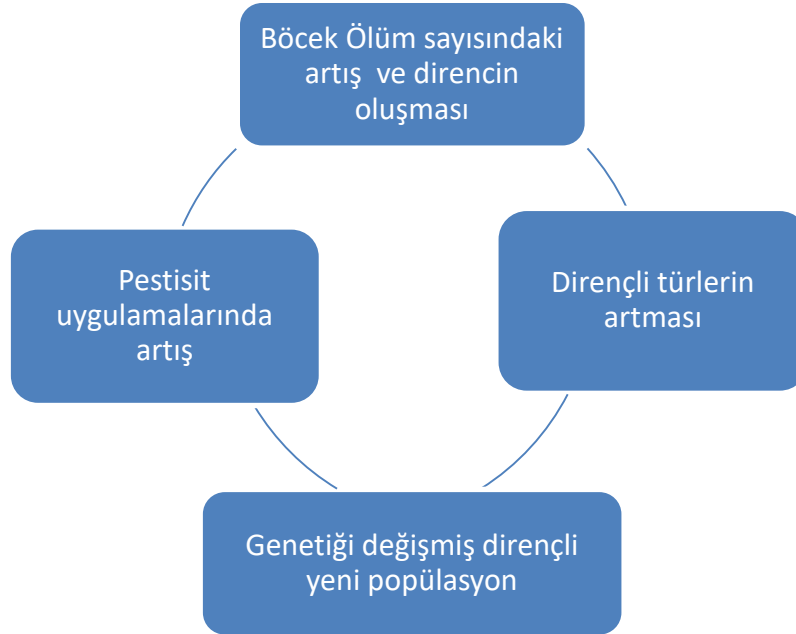 Böcek Ölüm sayısındaki
artış ve direncin
oluşması
Dirençli türlerin
artması
Genetiği değişmiş dirençli
yeni popülasyon
Pestisit
uygulamalarında
artış